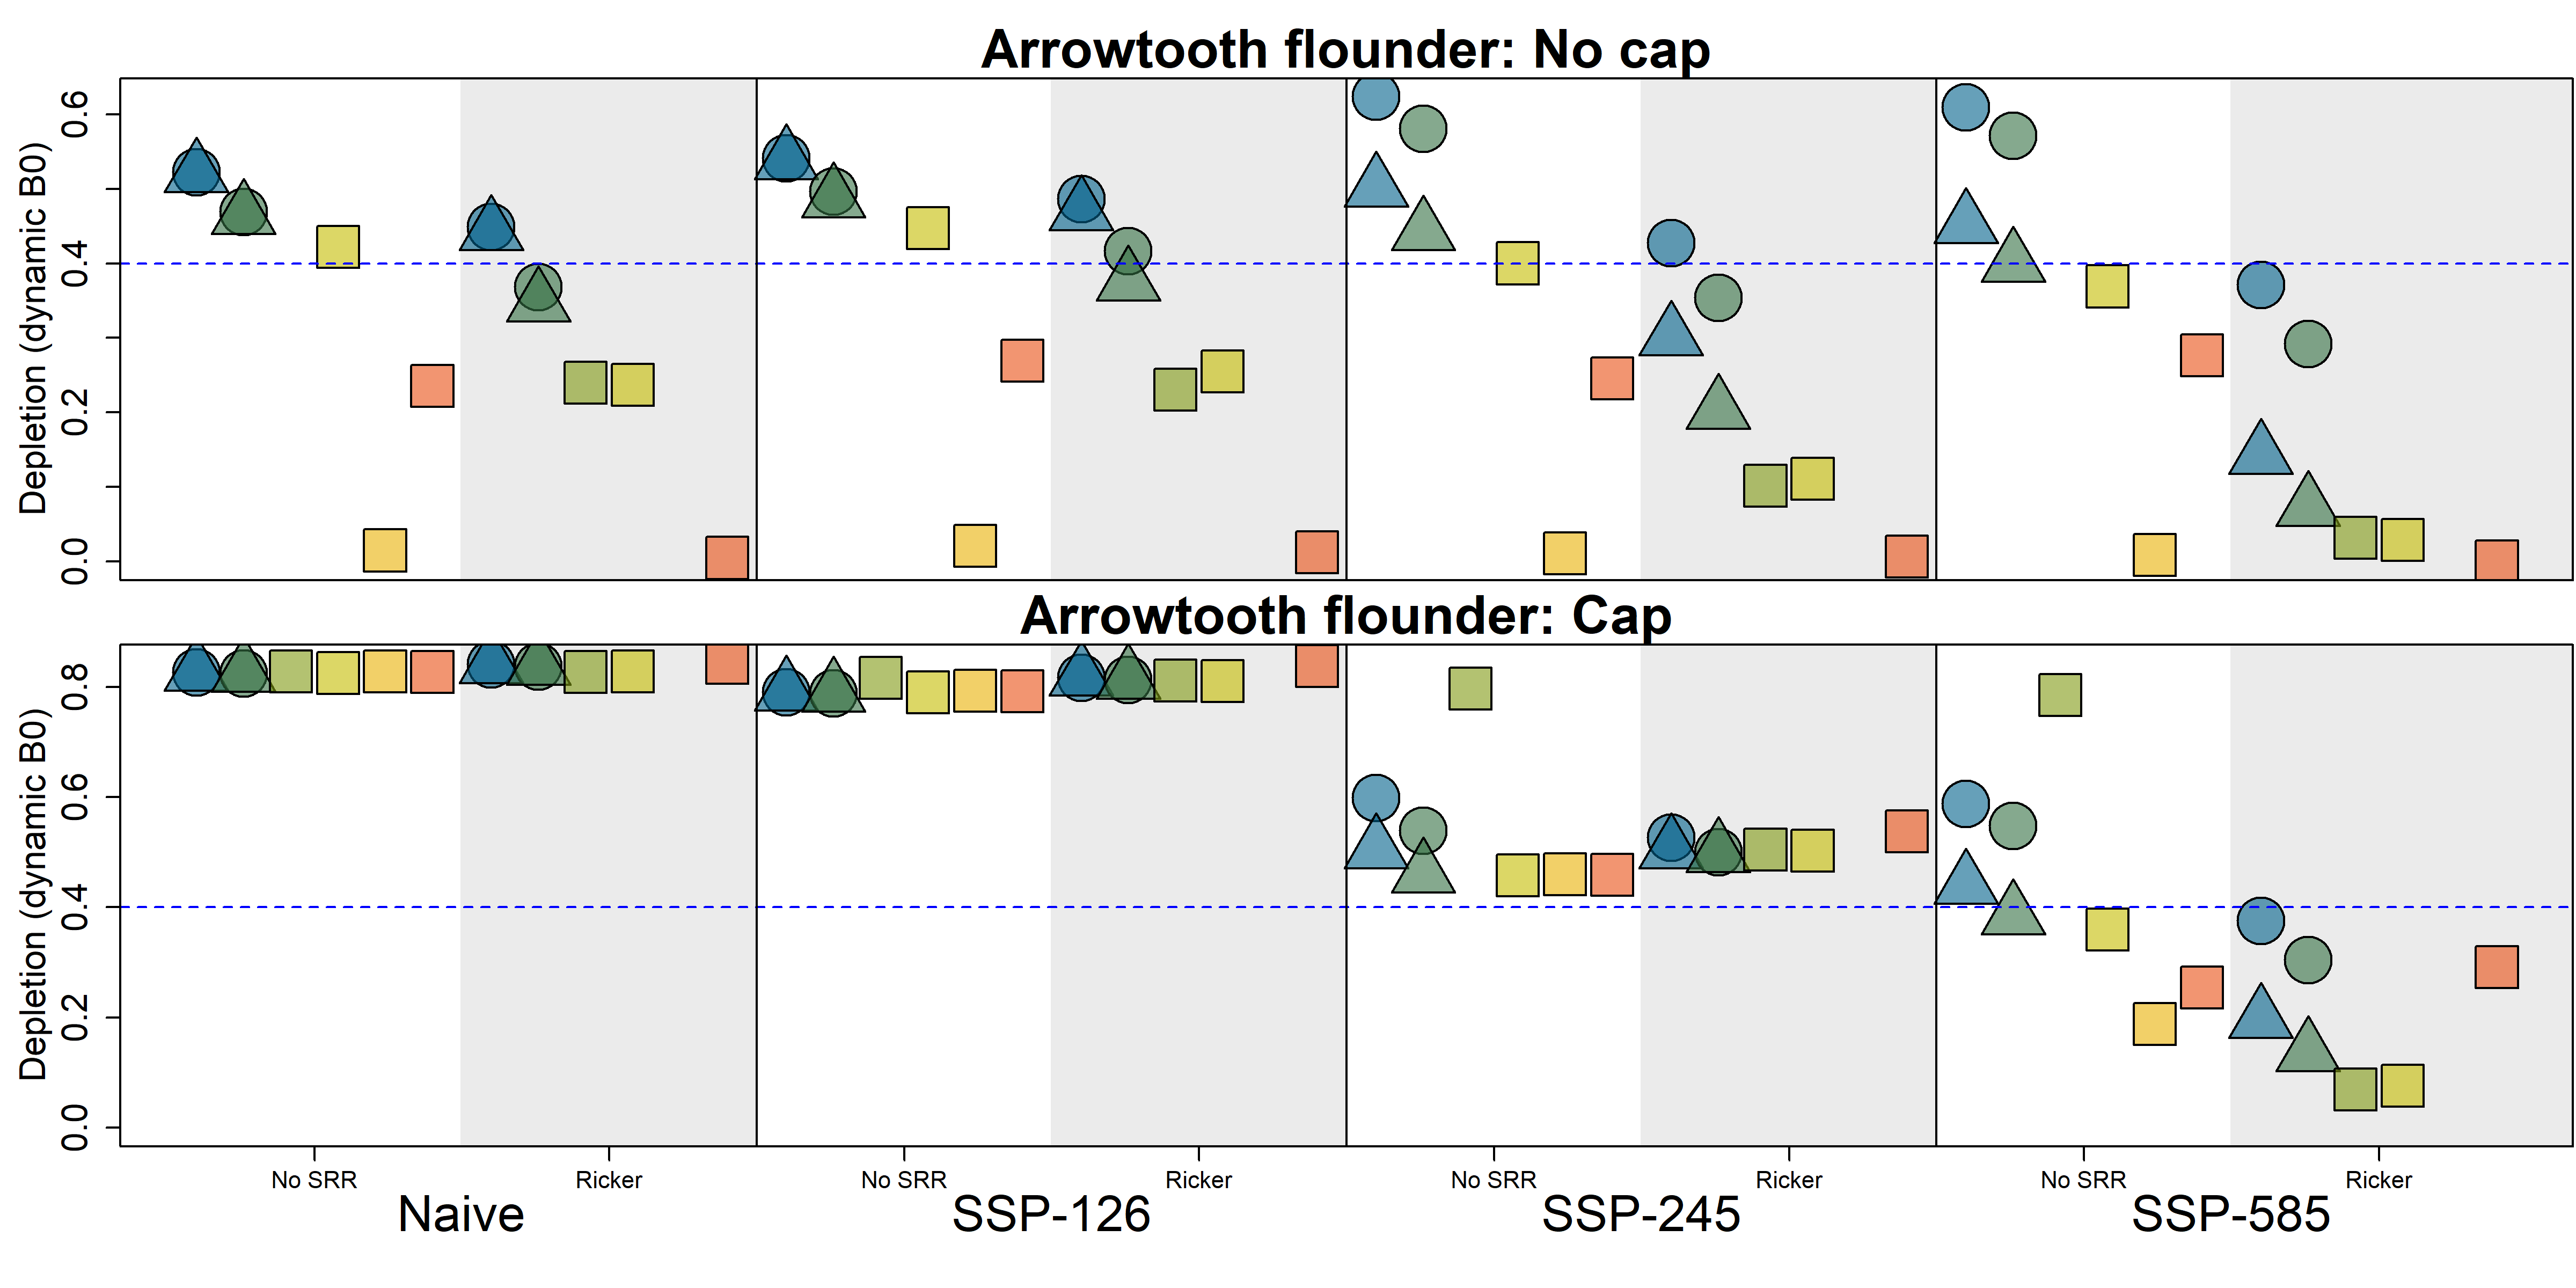 Arrowtooth flounder: No cap
Depletion (dynamic B0)
0.6
0.4
0.2
0.0
Arrowtooth flounder: Cap
Depletion (dynamic B0)
0.8
0.6
0.4
0.2
0.0
No SRR Ricker No SRR Ricker No SRR Ricker No SRR Ricker
Naive SSP-126 SSP-245 SSP-585